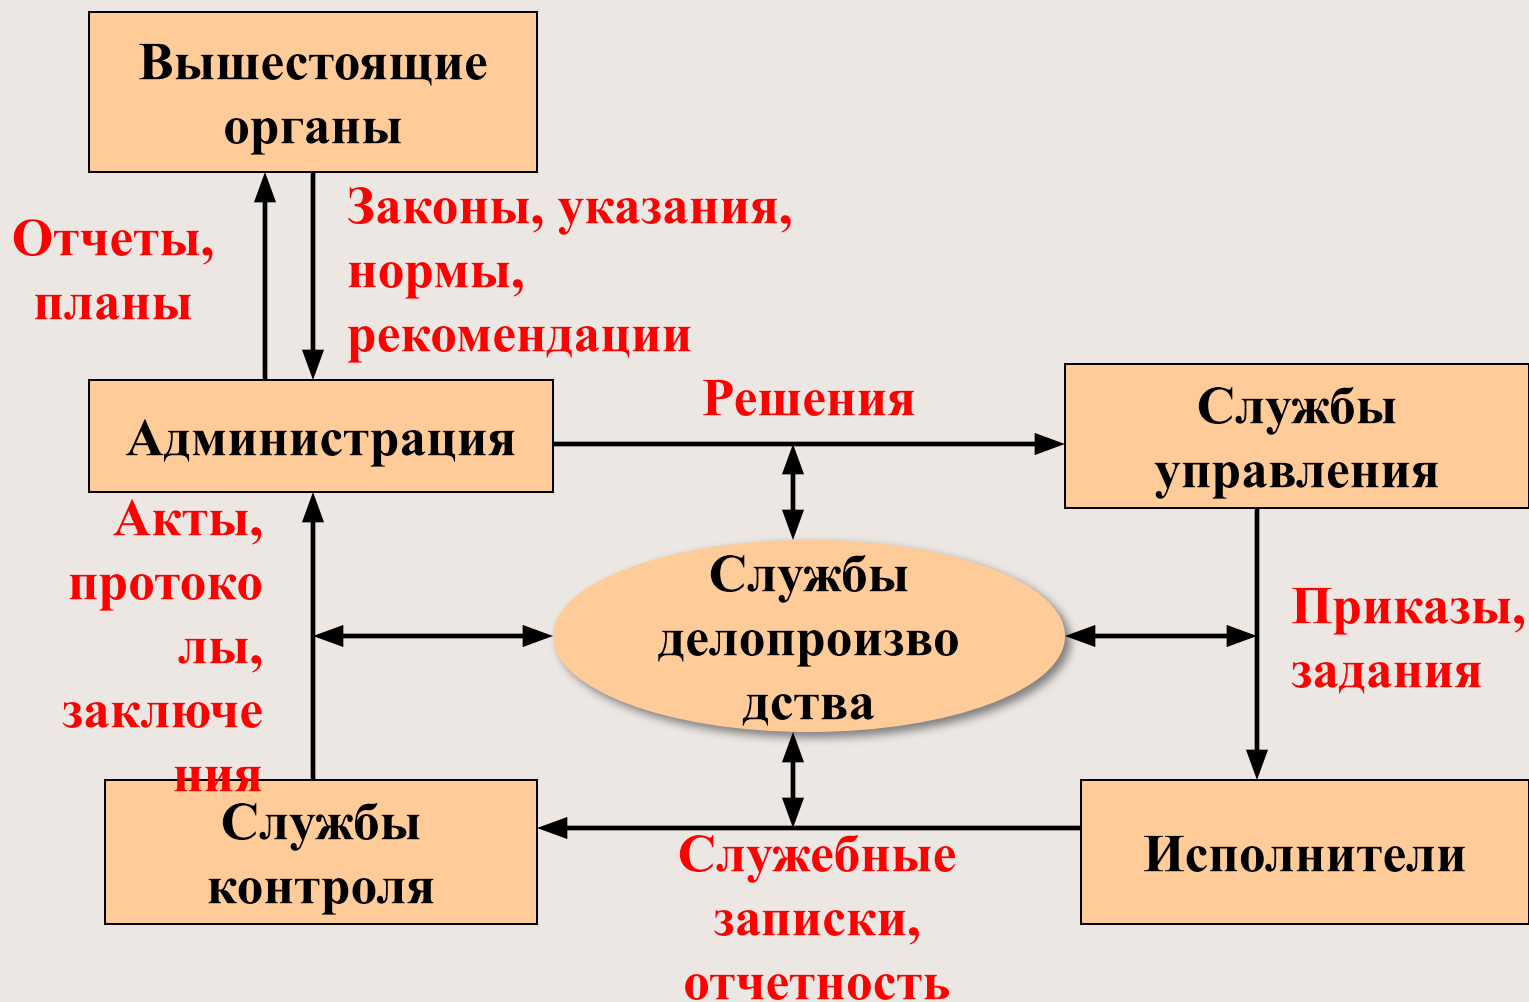 Вышестоящие
органы
Отчеты,
планы
Законы, указания,
нормы,
рекомендации
Администрация
Решения
Службы
управления
Акты,
протоко
лы,
заключе
ния
Службы
делопроизво
дства
Приказы,
задания
Службы
контроля
Служебные
записки,
отчетность
Исполнители